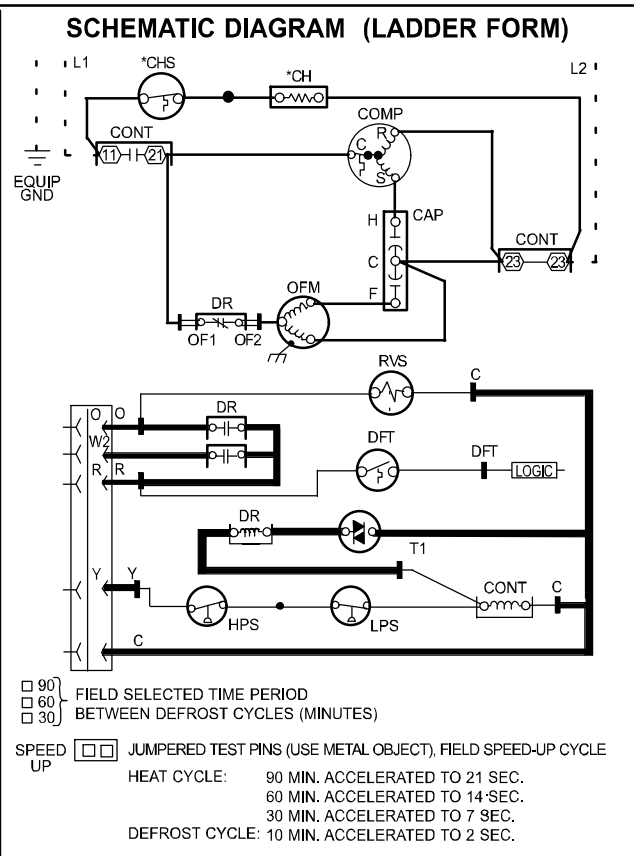 SCHEMATIC DIAGRAM (LADDER FORM)
L1
*CHS
*CH
L2
COMP
CONT
R
C
11
21
S
EQUIP
GND
H
CAP
CONT
C
23
23
OFM
F
DR
OF1
OF2
RVS
C
O
O
DR
W2
DFT
DFT
R
R
LOGIC
DR
T1
Y
Y
CONT
C
HPS
LPS
C
90
60
30
FIELD SELECTED TIME PERIOD
BETWEEN DEFROST CYCLES (MINUTES)
SPEED
UP
JUMPERED TEST PINS (USE METAL OBJECT), FIELD SPEED-UP CYCLE
HEAT CYCLE: 90 MIN. ACCELERATED TO 21 SEC.
60 MIN. ACCELERATED TO 14 SEC.
30 MIN. ACCELERATED TO 7 SEC.
DEFROST CYCLE: 10 MIN. ACCELERATED TO 2 SEC.